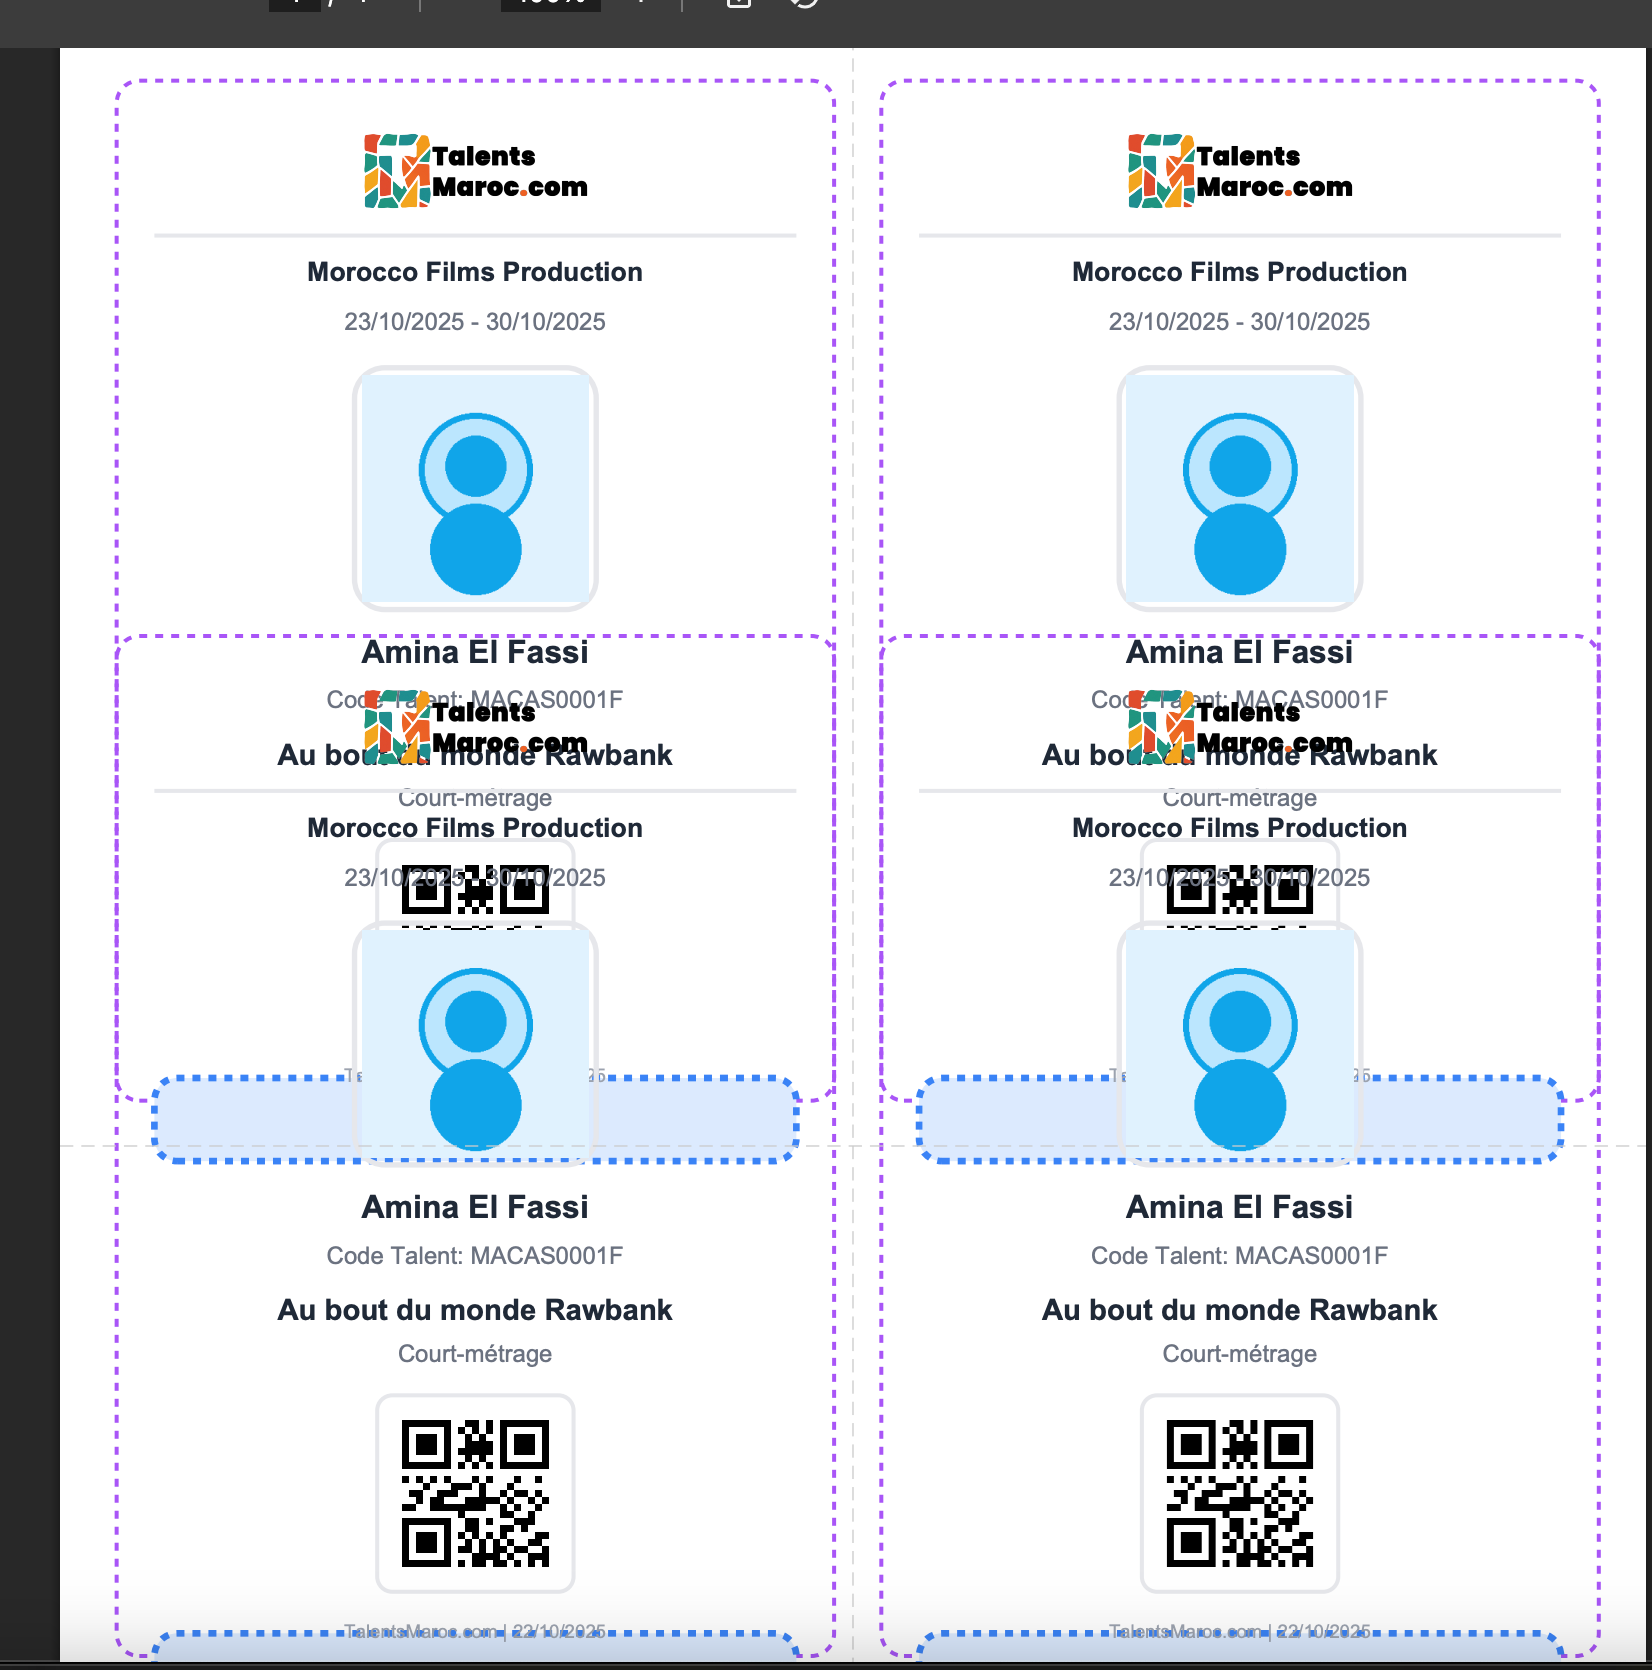 Talents
Maroc.com
Morocco Films Production
23/10/2025 - 30/10/2025
Amina El Fassi
Code Talent: MACAS0001F
Talents
Maroc.com
Au bout du monde Rawbank
Court-métrage
Morocco Films Production
23/10/2025 - 30/10/2025
Amina El Fassi
Code Talent: MACAS0001F
Au bout du monde Rawbank
Court-métrage
TalentsMaroc.com | 22/10/2025
Talents
Maroc.com
Morocco Films Production
23/10/2025 - 30/10/2025
Amina El Fassi
Code Talent: MACAS0001F
Talents
Maroc.com
Au bout du monde Rawbank
Court-métrage
Morocco Films Production
23/10/2025 - 30/10/2025
Amina El Fassi
Code Talent: MACAS0001F
Au bout du monde Rawbank
Court-métrage
TalentsMaroc.com | 22/10/2025